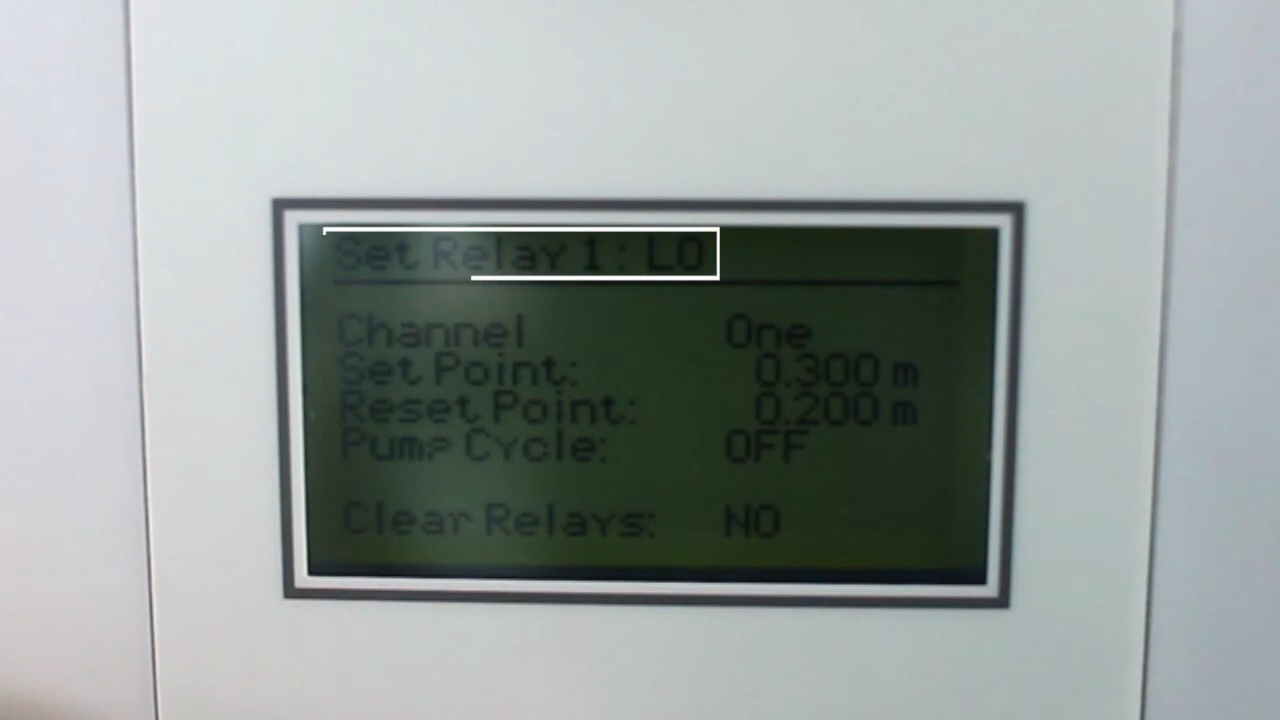 Set Relay 1: LO
Channel One
Set Point: 0.300 m
Reset Point: 0.200 m
Pump Cycle: OFF
Clear Relays: NO